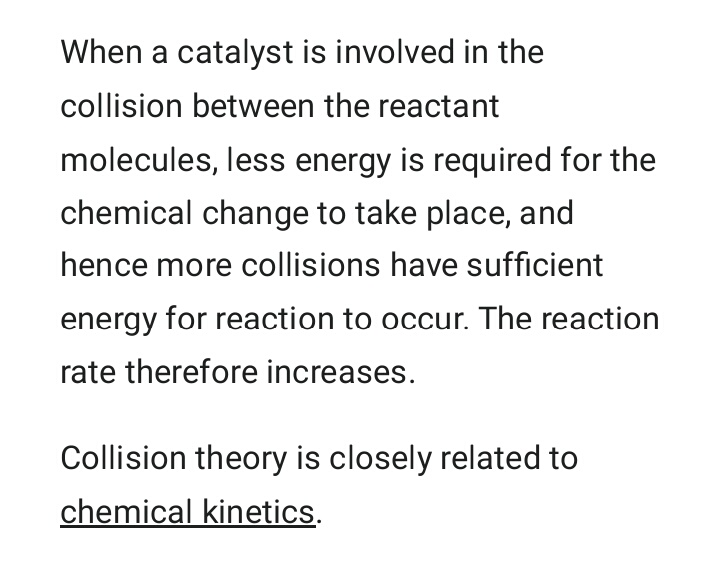 When a catalyst is involved in the
collision between the reactant
molecules, less energy is required for the
chemical change to take place, and
hence more collisions have sufficient
energy for reaction to occur. The reaction
rate therefore increases.
Collision theory is closely related to
chemical kinetics.